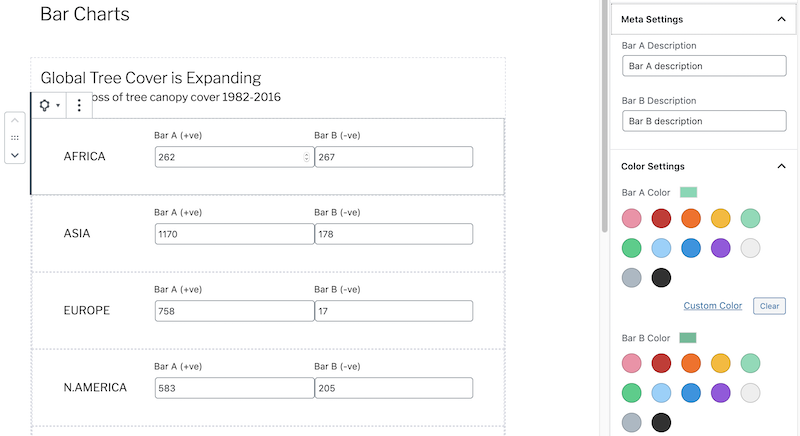 Bar Charts
Global Tree Cover is Expanding
oss of tree canopy cover 1982-2016
Bar A (+ve) Bar B (-ve)
AFRICA 262 267
Bar A (+ve) Bar B (-ve)
ASIA 1170 178
Bar A (+ve) Bar B (-ve)
EUROPE 758 17
Bar A (+ve) Bar B (-ve)
N.AMERICA 583 205
Meta Settings
Bar A Description
Bar A description
Bar B Description
Bar B description
Color Settings
Bar A Color
Custom Color Clear
Bar B Color